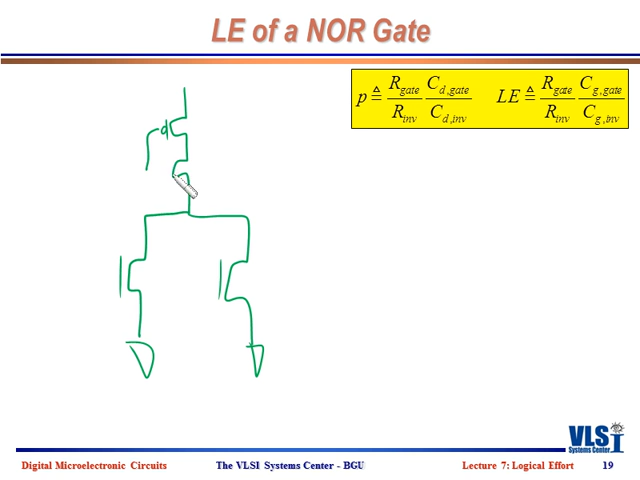 LE of a NOR Gate
p ≜ R_gate/R_inv C_d,gate/C_d,inv LE ≜ R_gate/R_inv C_g,gate/C_g,inv
VLSI
Systems Center
Digital Microelectronic Circuits The VLSI Systems Center - BGU Lecture 7: Logical Effort 19